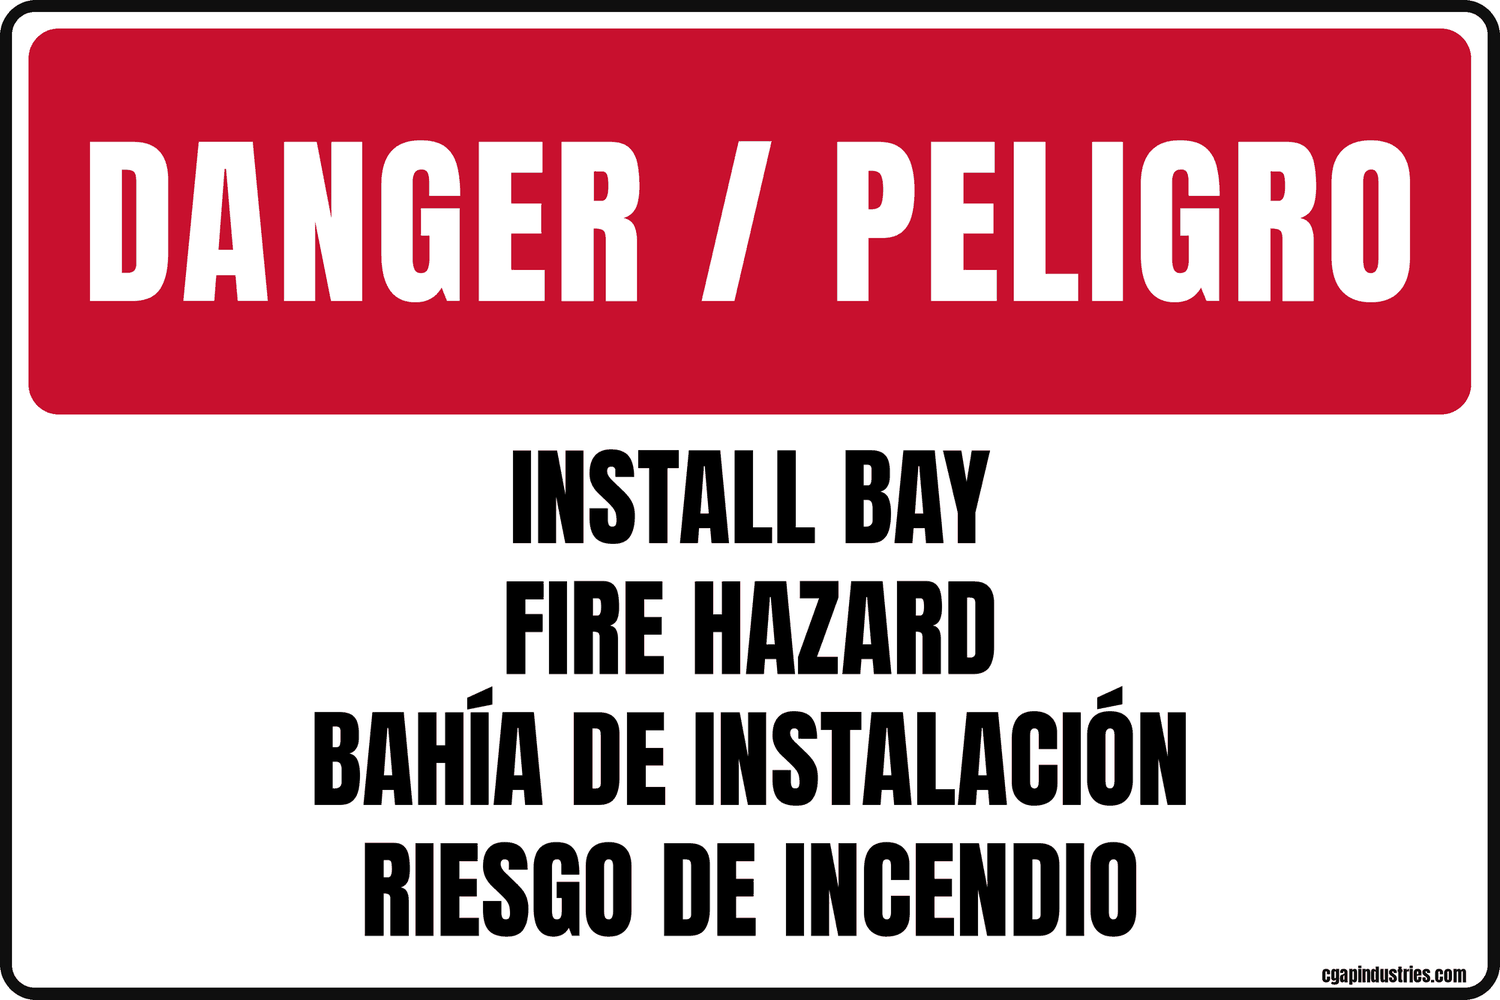 DANGER / PELIGRO
INSTALL BAY
FIRE HAZARD
BAHÍA DE INSTALACIÓN
RIESGO DE INCENDIO
cgapindustries.com